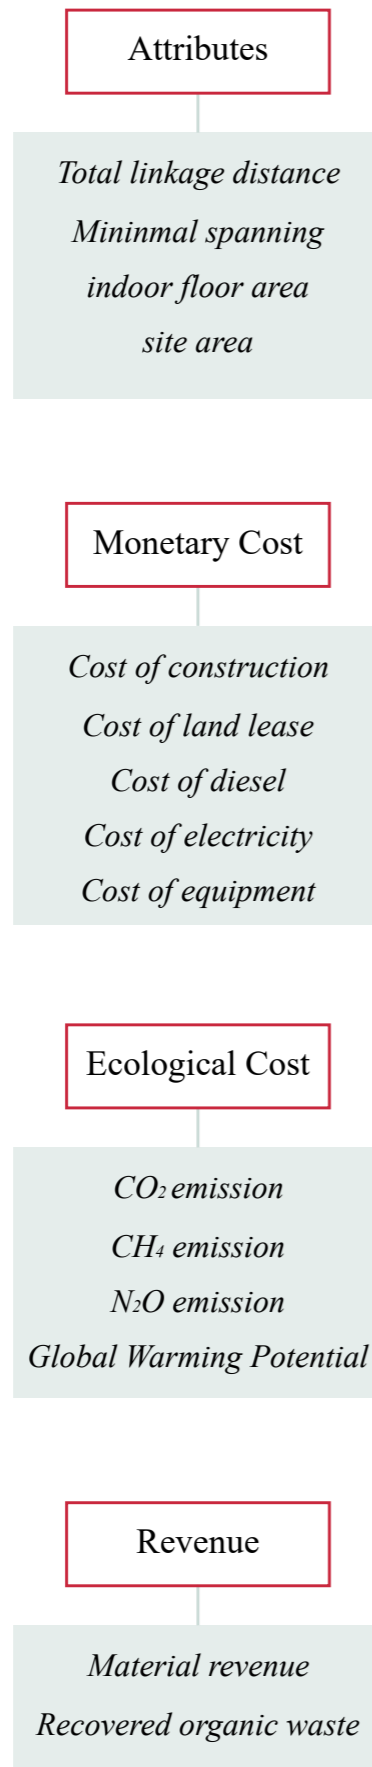 Attributes
Total linkage distance
Mininmal spanning
indoor floor area
site area
Monetary Cost
Cost of construction
Cost of land lease
Cost of diesel
Cost of electricity
Cost of equipment
Ecological Cost
CO₂ emission
CH₄ emission
N₂O emission
Global Warming Potential
Revenue
Material revenue
Recovered organic waste